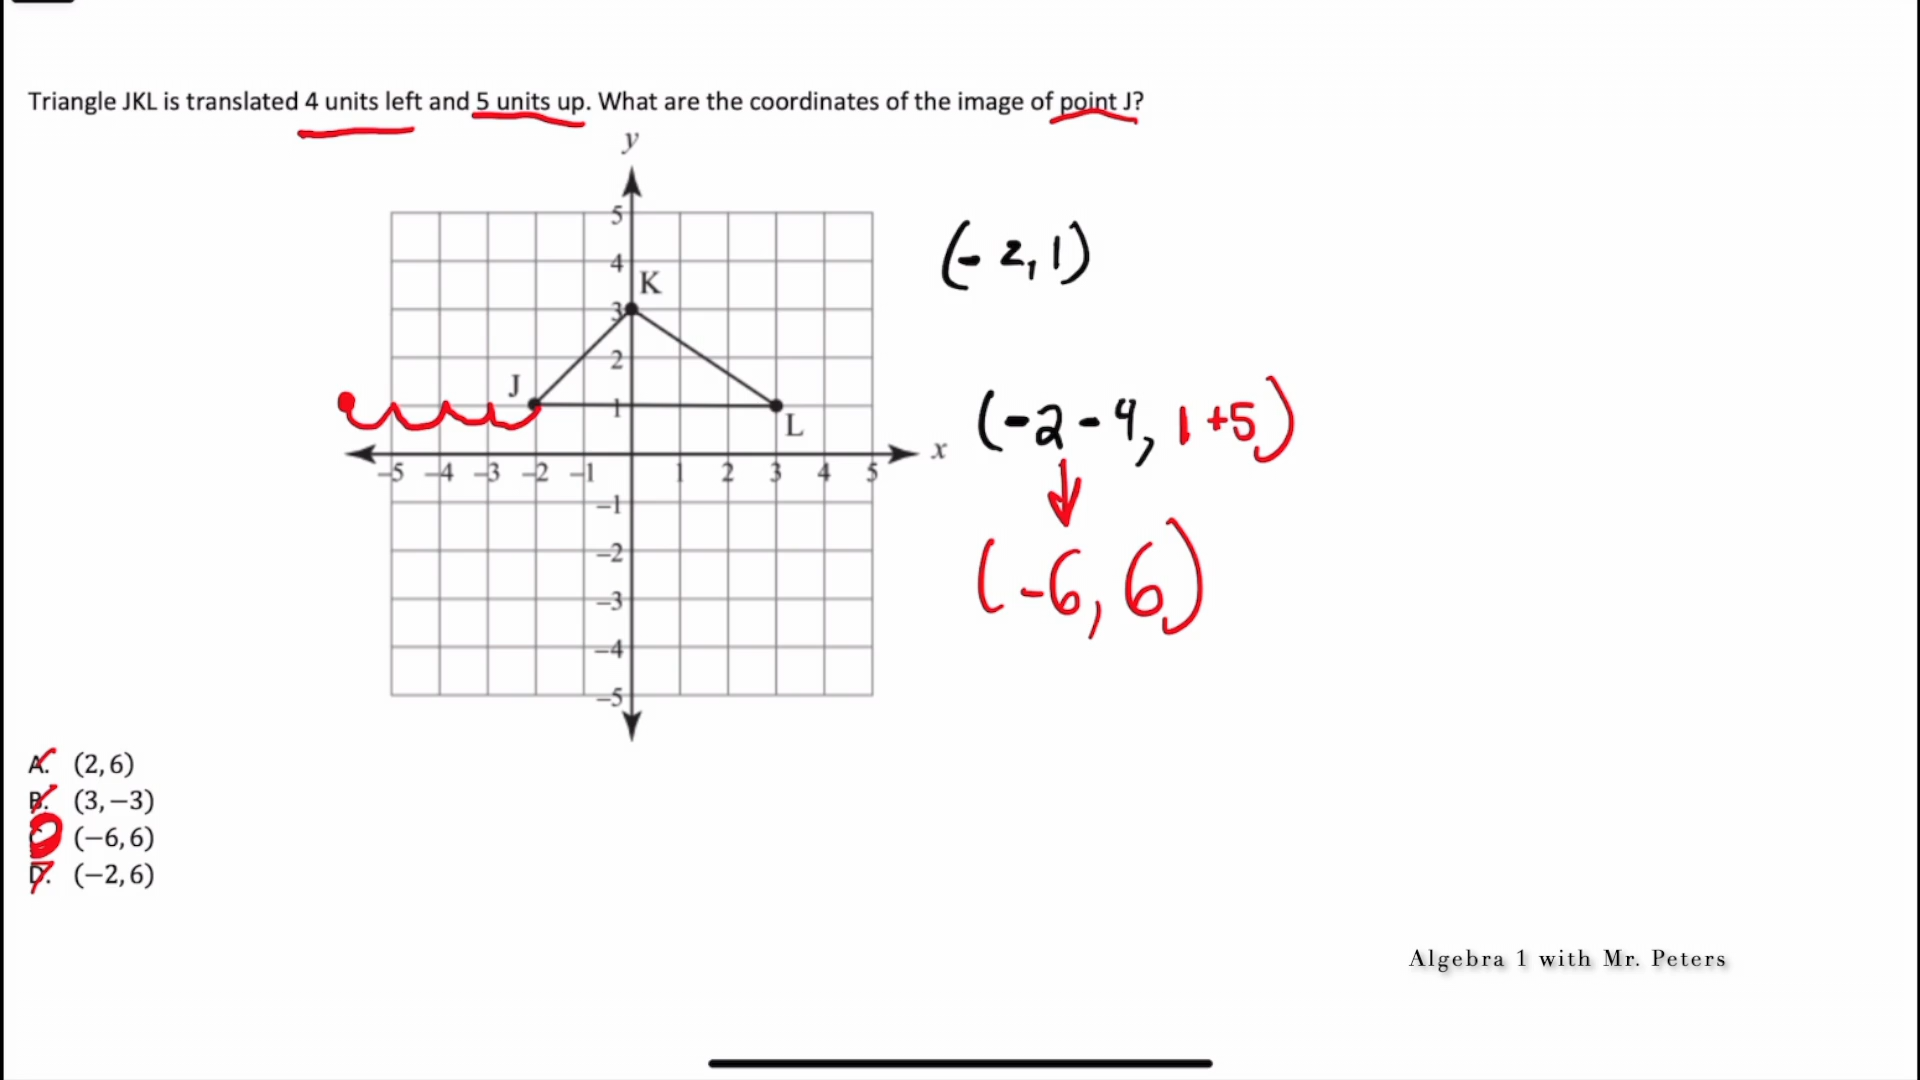 Triangle JKL is translated 4 units left and 5 units up. What are the coordinates of the image of point J?
y
5
4
K
3
2
J
1
L
x
−5 −4 −3 −2 −1 1 2 3 4 5
−1
−2
−3
−4
−5
(-2,1)
(-2-4, 1+5)
(-6,6)
A. (2,6)
B. (3,−3)
C (−6,6)
D. (−2,6)
Algebra 1 with Mr. Peters